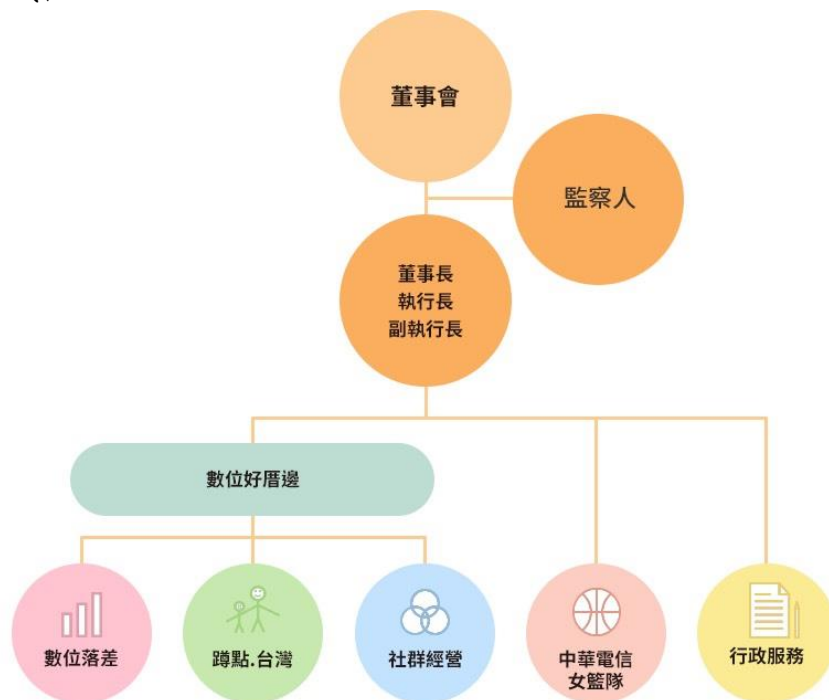 董事會
監察人
董事長
執行長
副執行長
數位好厝邊
數位落差
蹲點.台灣
社群經營
中華電信
女籃隊
行政服務